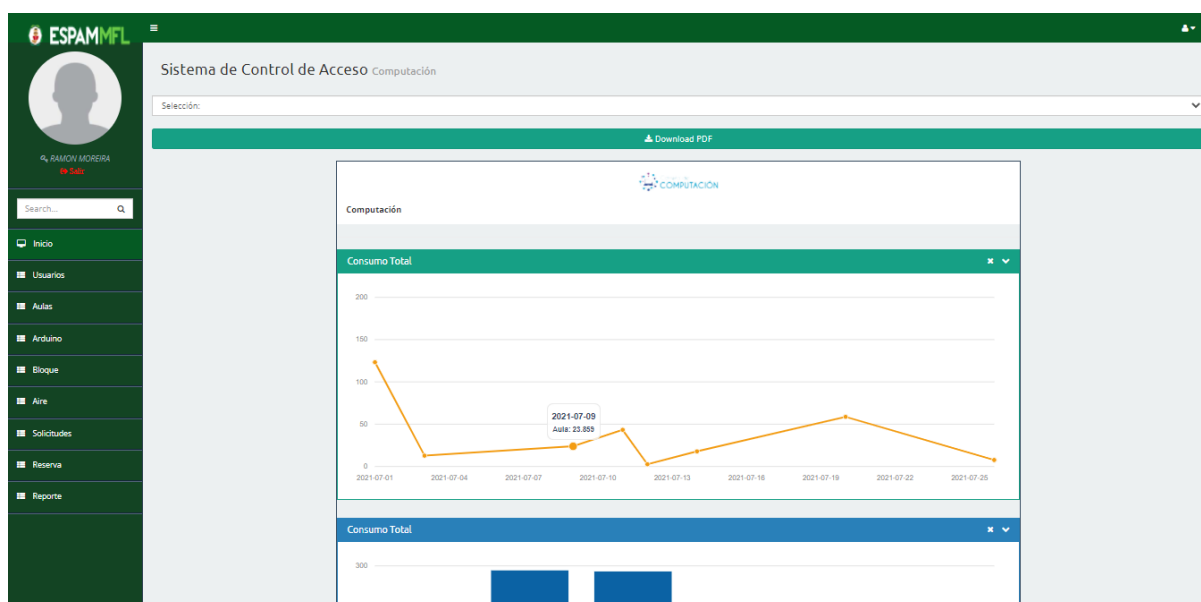 ESPAMMFL
RAMON MOREIRA
Salir
Search...
Inicio
Usuarios
Aulas
Arduino
Bloque
Aire
Solicitudes
Reserva
Reporte
Sistema de Control de Acceso Computación
Selección:
Download PDF
COMPUTACIÓN
Computación
Consumo Total
200
150
100
50
0
2021-07-09
Aula: 23.859
2021-07-01 2021-07-04 2021-07-07 2021-07-10 2021-07-13 2021-07-16 2021-07-19 2021-07-22 2021-07-25
Consumo Total
300